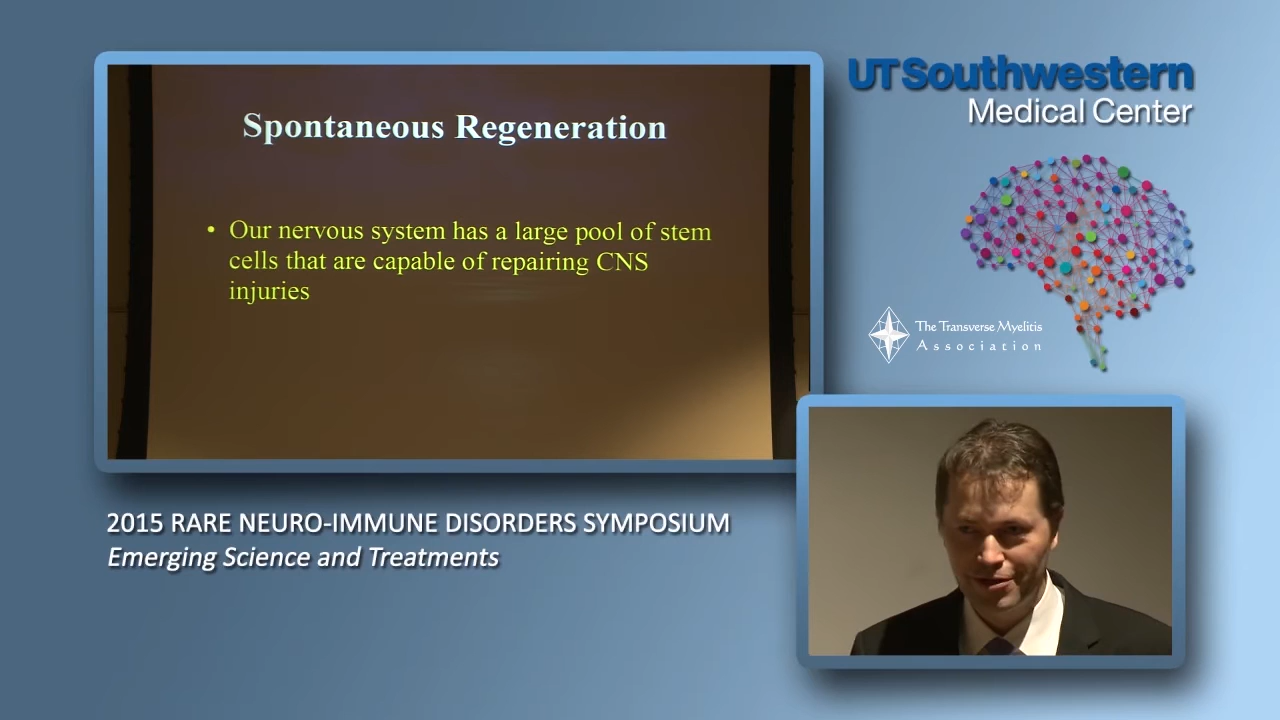 Spontaneous Regeneration
• Our nervous system has a large pool of stem
cells that are capable of repairing CNS
injuries
UT Southwestern
Medical Center
The Transverse Myelitis
Association
2015 RARE NEURO-IMMUNE DISORDERS SYMPOSIUM
Emerging Science and Treatments